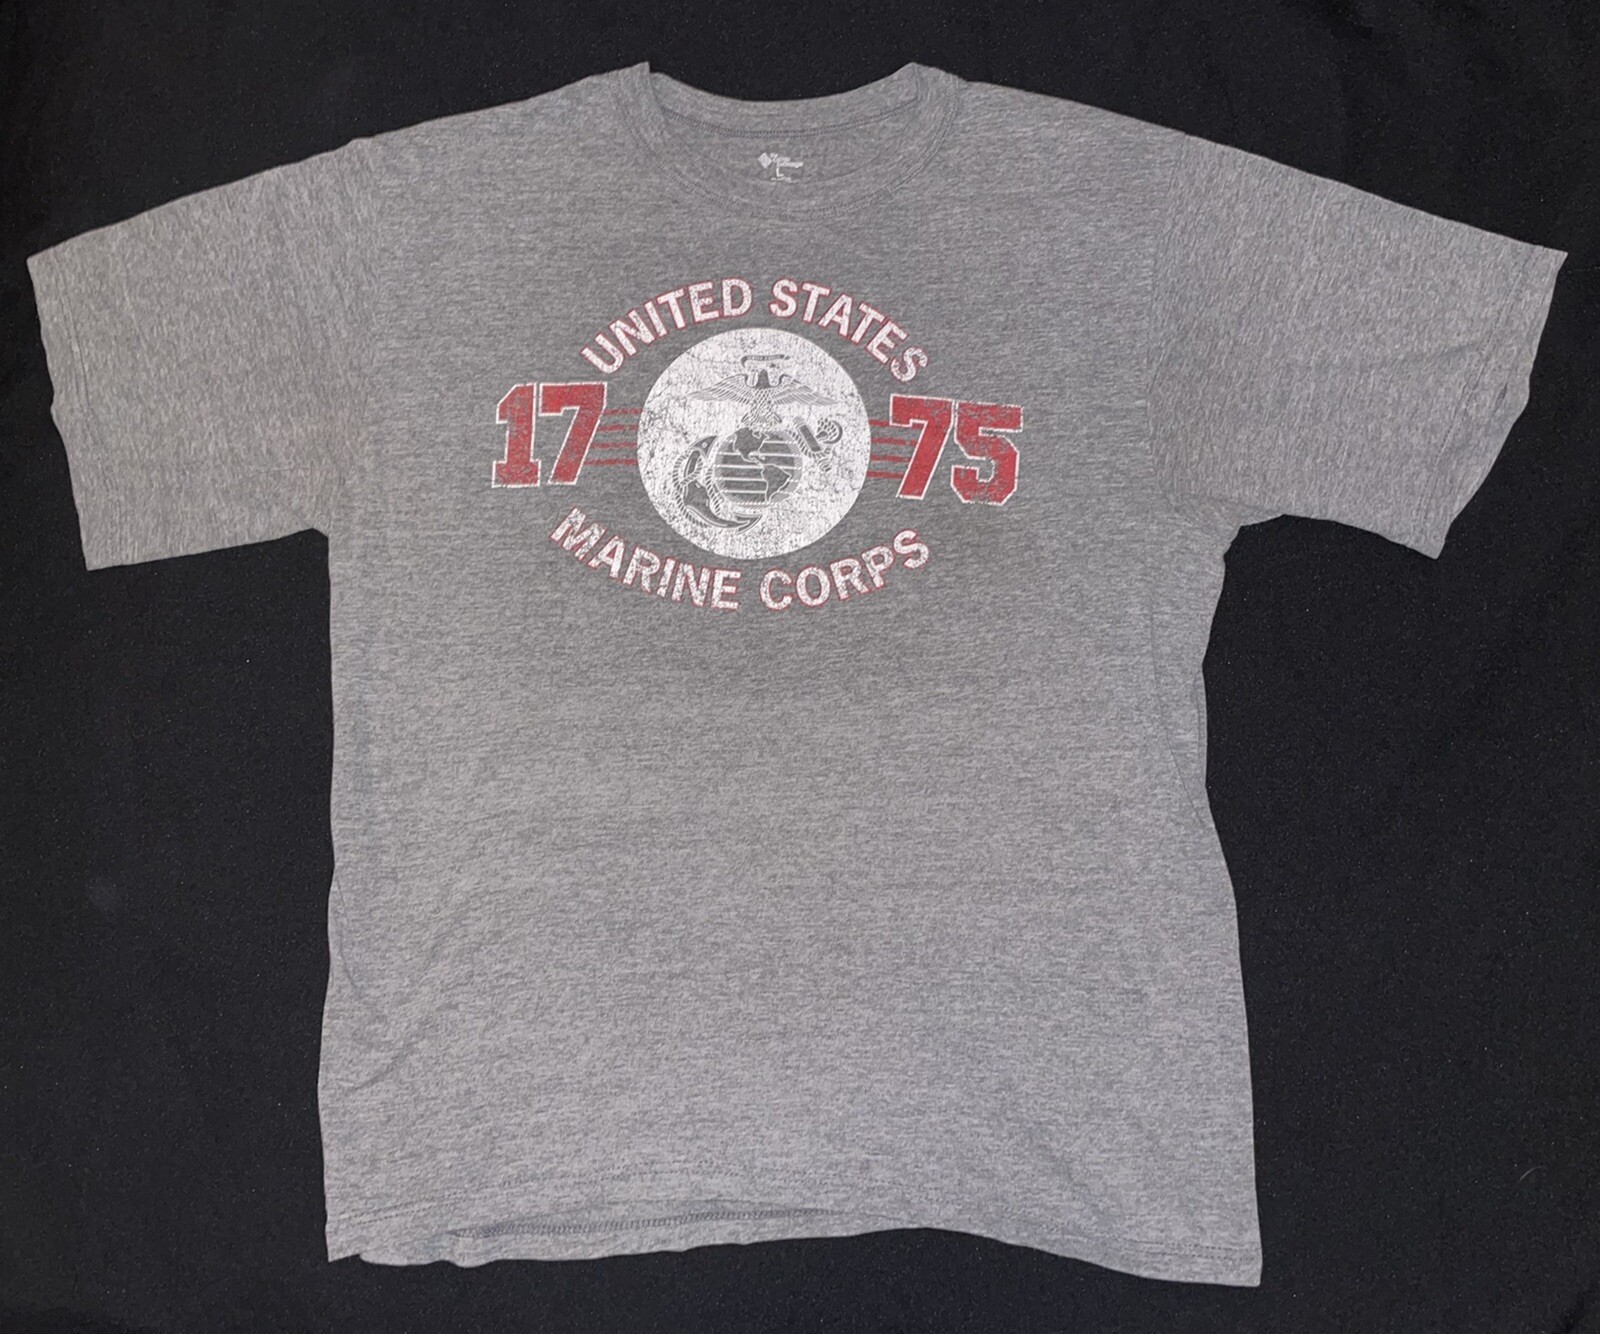 L
UNITED STATES
17 75
MARINE CORPS